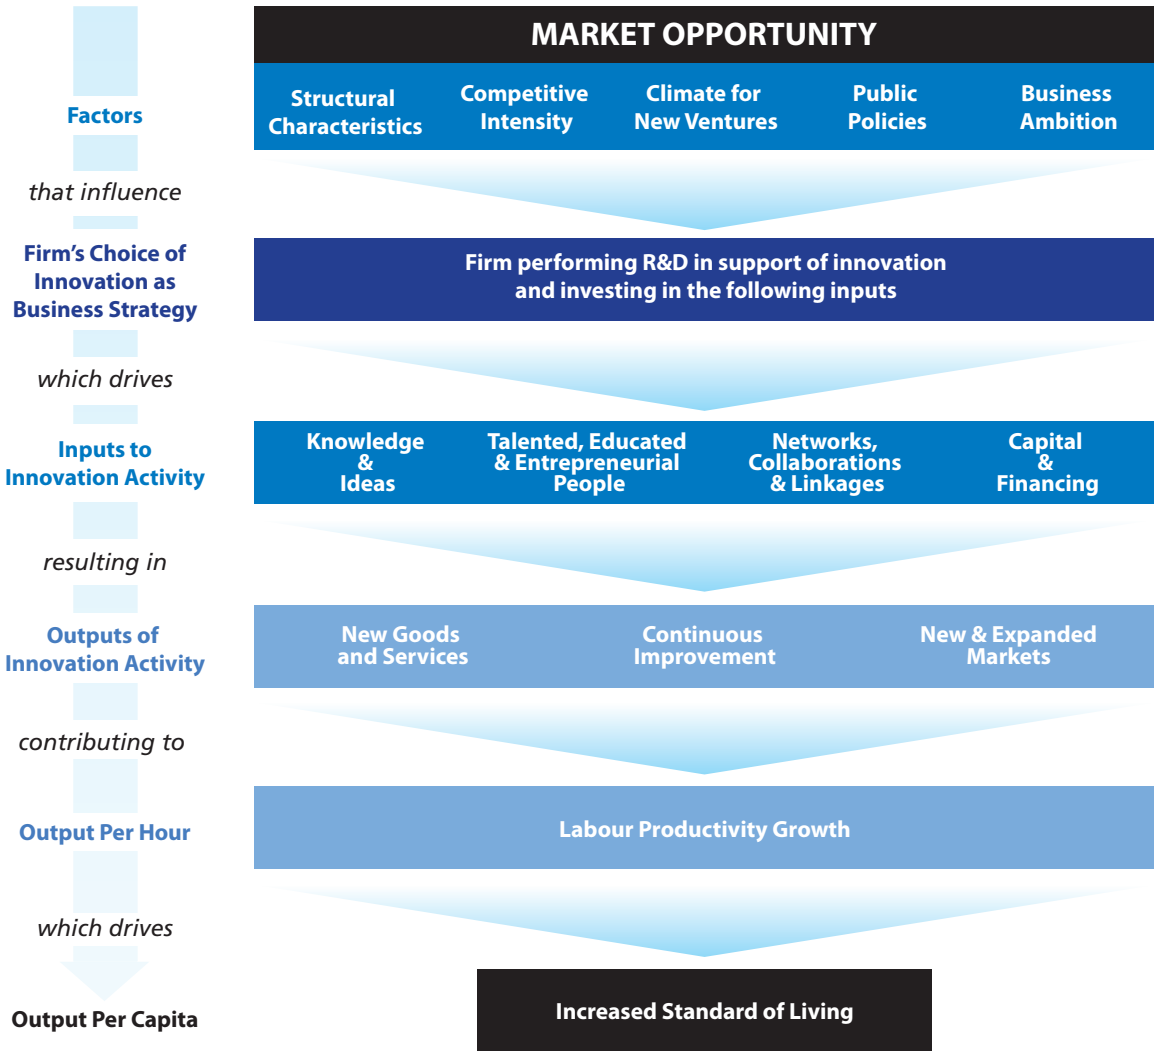 MARKET OPPORTUNITY
Factors
Structural
Characteristics
Competitive
Intensity
Climate for
New Ventures
Public
Policies
Business
Ambition
that influence
Firm’s Choice of
Innovation as
Business Strategy
Firm performing R&D in support of innovation
and investing in the following inputs
which drives
Inputs to
Innovation Activity
Knowledge
&
Ideas
Talented, Educated
& Entrepreneurial
People
Networks,
Collaborations
& Linkages
Capital
&
Financing
resulting in
Outputs of
Innovation Activity
New Goods
and Services
Continuous
Improvement
New & Expanded
Markets
contributing to
Output Per Hour
Labour Productivity Growth
which drives
Output Per Capita
Increased Standard of Living